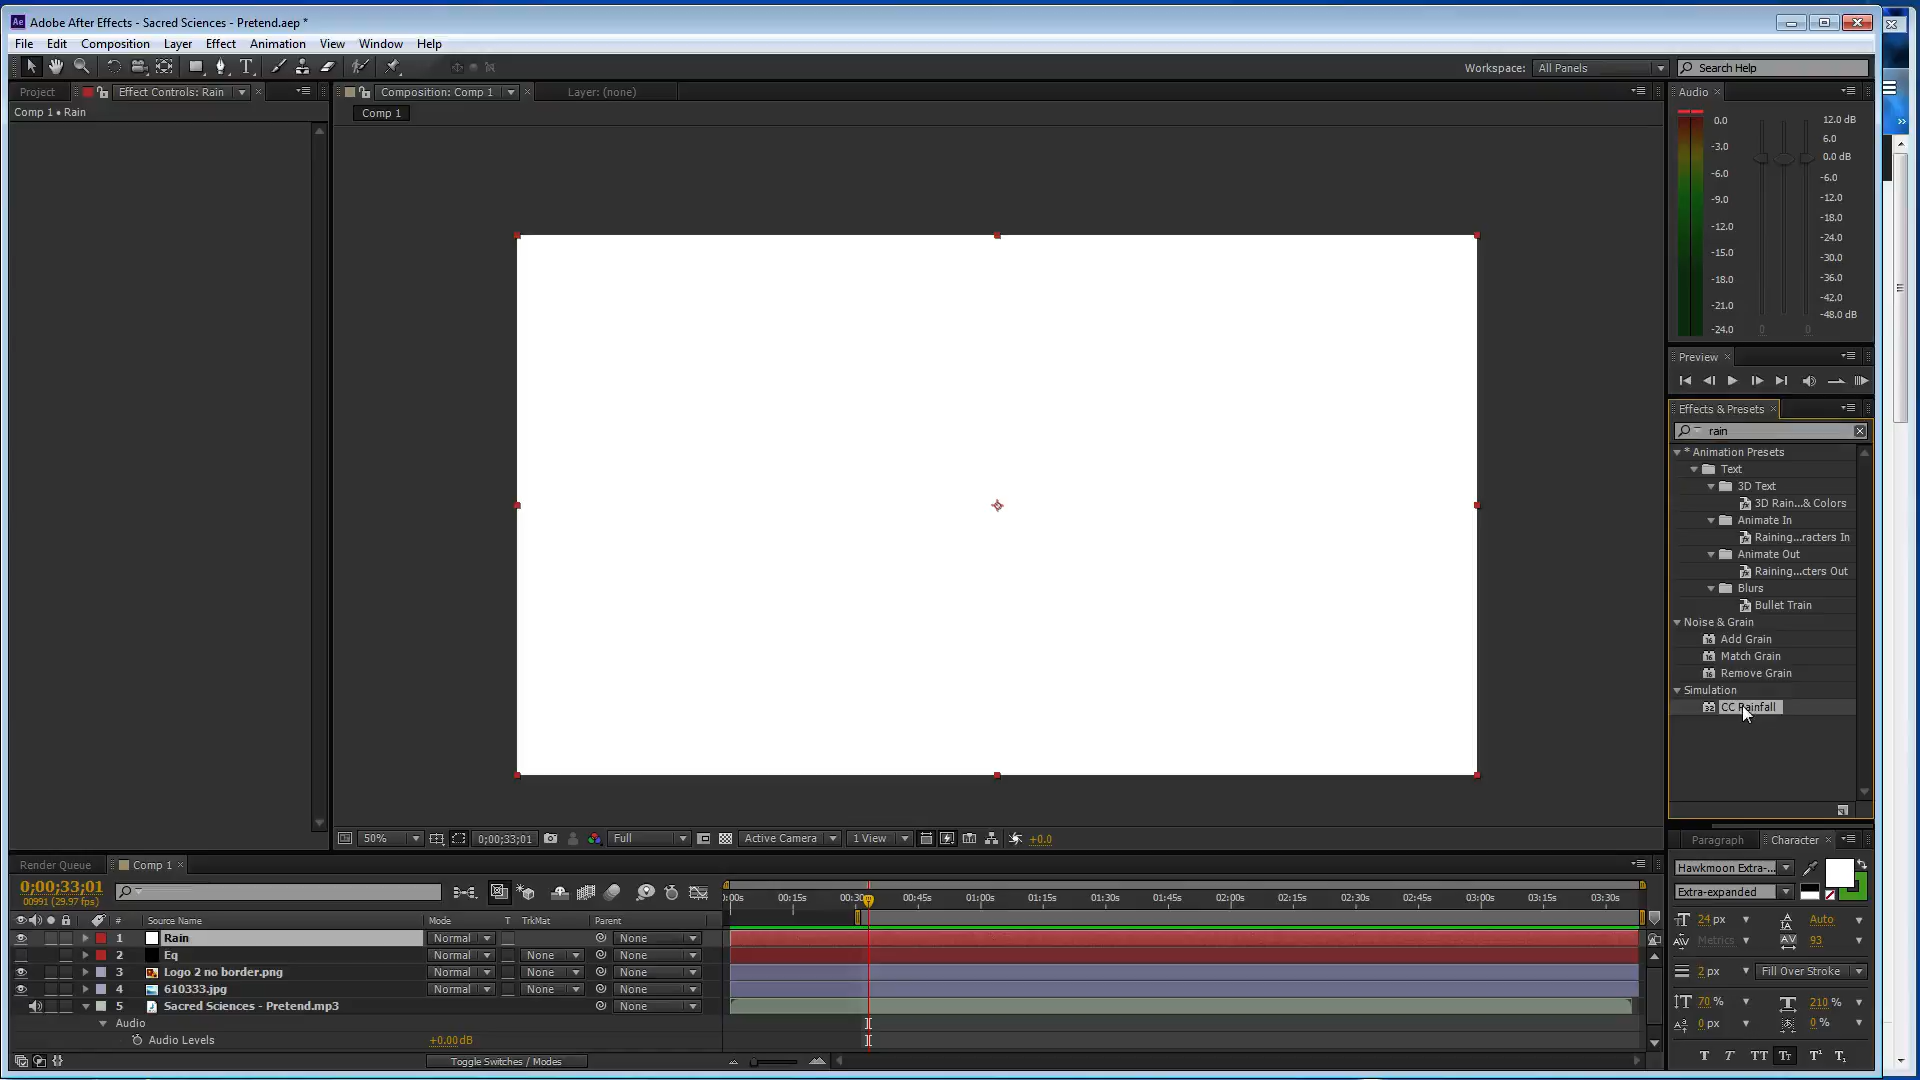 Adobe After Effects - Sacred Sciences - Pretend.aep *
File Edit Composition Layer Effect Animation View Window Help
Workspace: All Panels Search Help
Project Effect Controls: Rain Composition: Comp 1 Layer: (none) Audio
Comp 1 • Rain
Comp 1
0.0 12.0 dB
-3.0 6.0
-6.0 0.0 dB
-9.0 -6.0
-12.0 -12.0
-15.0 -18.0
-18.0 -24.0
-21.0 -30.0
-24.0 -36.0
-42.0
-48.0 dB
0 0
Preview
Effects & Presets
rain
* Animation Presets
Text
3D Text
3D Rain...& Colors
Animate In
Raining...racters In
Animate Out
Raining...cters Out
Blurs
Bullet Train
Noise & Grain
Add Grain
Match Grain
Remove Grain
Simulation
CC Rainfall
50% 0;00;33;01 Full Active Camera 1 View +0.0
Paragraph Character
Hawkmoon Extra-...
Extra-expanded
24 px Auto
Metrics 93
2 px Fill Over Stroke
70 % 210 %
0 px 0 %
T T TT Tт T¹ T₁
Render Queue Comp 1
0;00;33;01
00991 (29.97 fps)
:00s 00:15s 00:30s 00:45s 01:00s 01:15s 01:30s 01:45s 02:00s 02:15s 02:30s 02:45s 03:00s 03:15s 03:30s
# Source Name Mode T TrkMat Parent
1 Rain Normal None
2 Eq Normal None None
3 Logo 2 no border.png Normal None None
4 610333.jpg Normal None None
5 Sacred Sciences - Pretend.mp3 None
Audio
Audio Levels +0.00dB
Toggle Switches / Modes